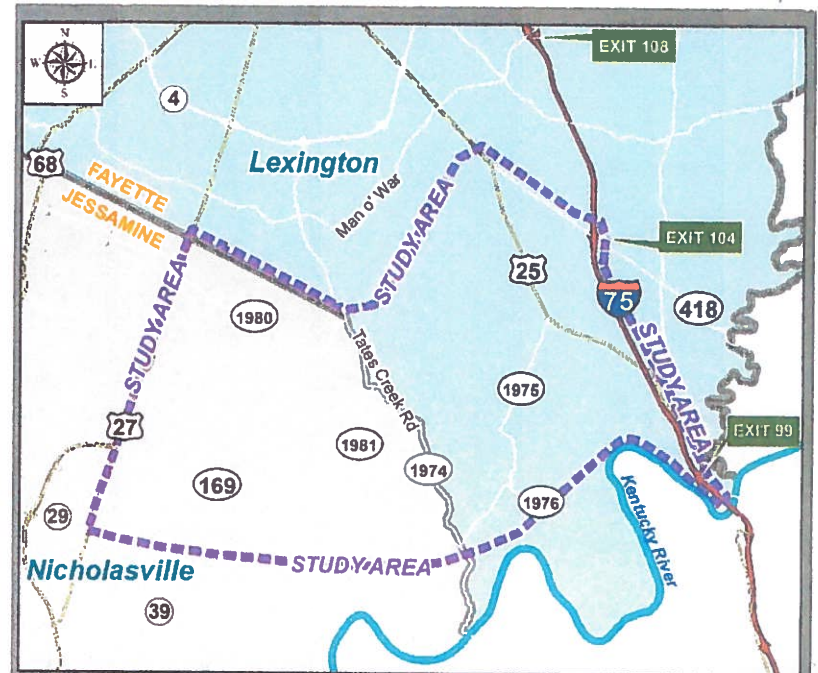 N
W
S
EXIT 108
4
68
FAYETTE
JESSAMINE
Lexington
Man o' War
STUDY AREA
EXIT 104
25
75
418
STUDY AREA
1980
STUDY AREA
Tates Creek Rd
1975
27
1981
1974
EXIT 99
169
STUDY AREA
29
1976
Kentucky River
Nicholasville
39